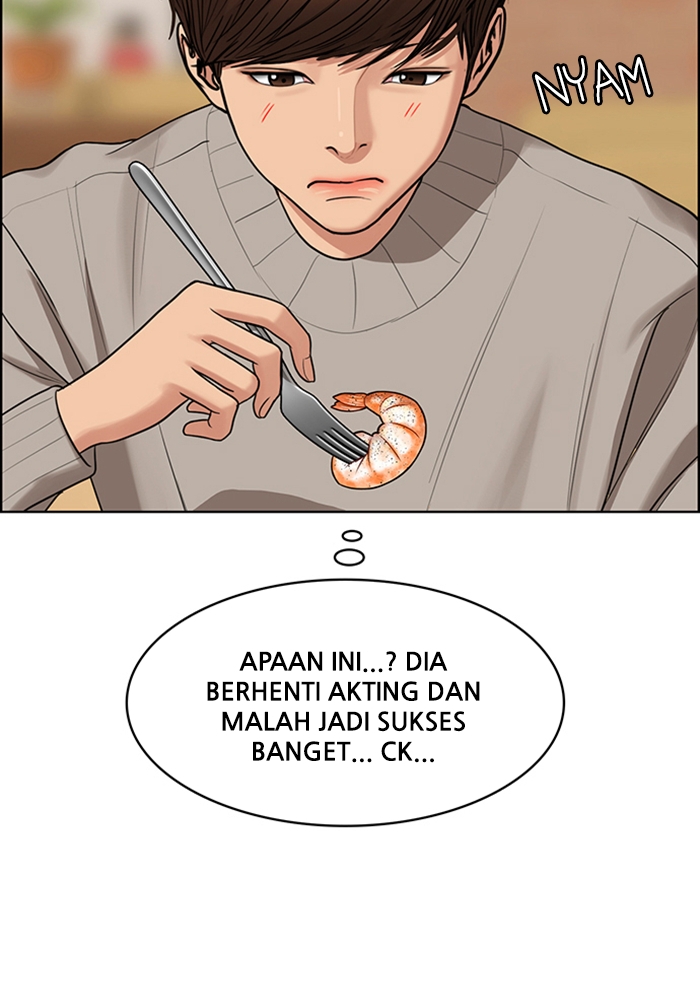 NYAM
APAAN INI...? DIA
BERHENTI AKTING DAN
MALAH JADI SUKSES
BANGET... CK...